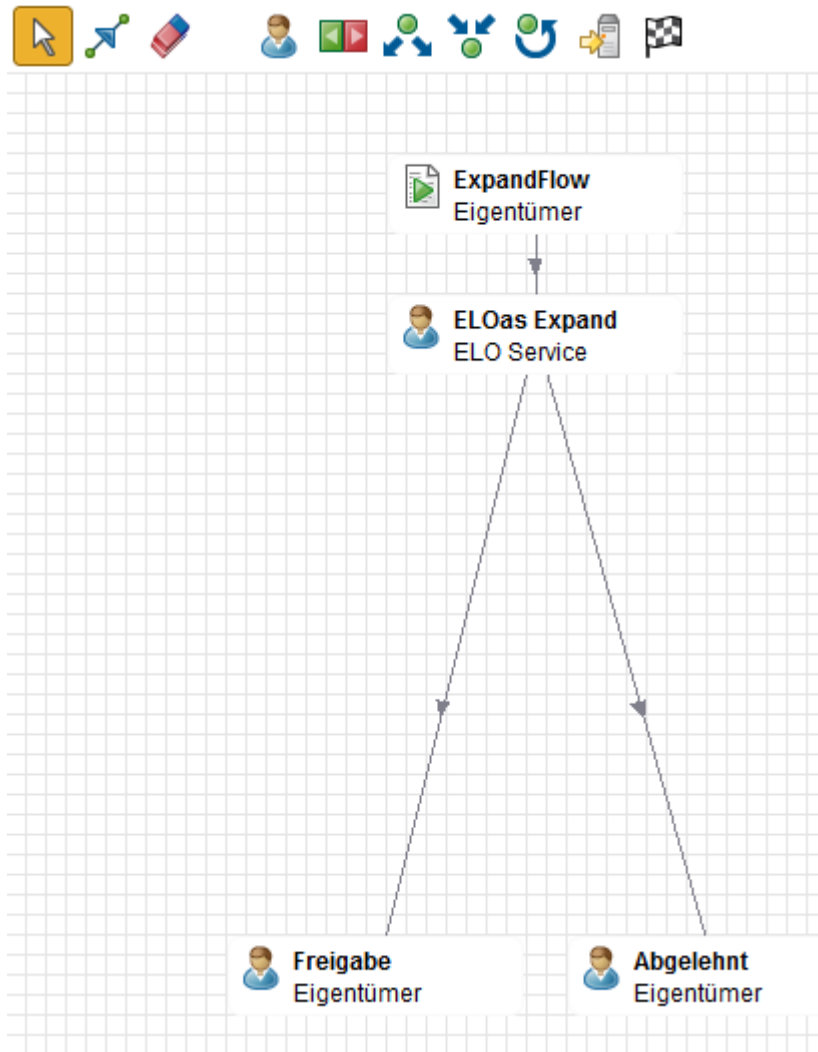 ExpandFlow
Eigentümer
ELOas Expand
ELO Service
Freigabe
Eigentümer
Abgelehnt
Eigentümer